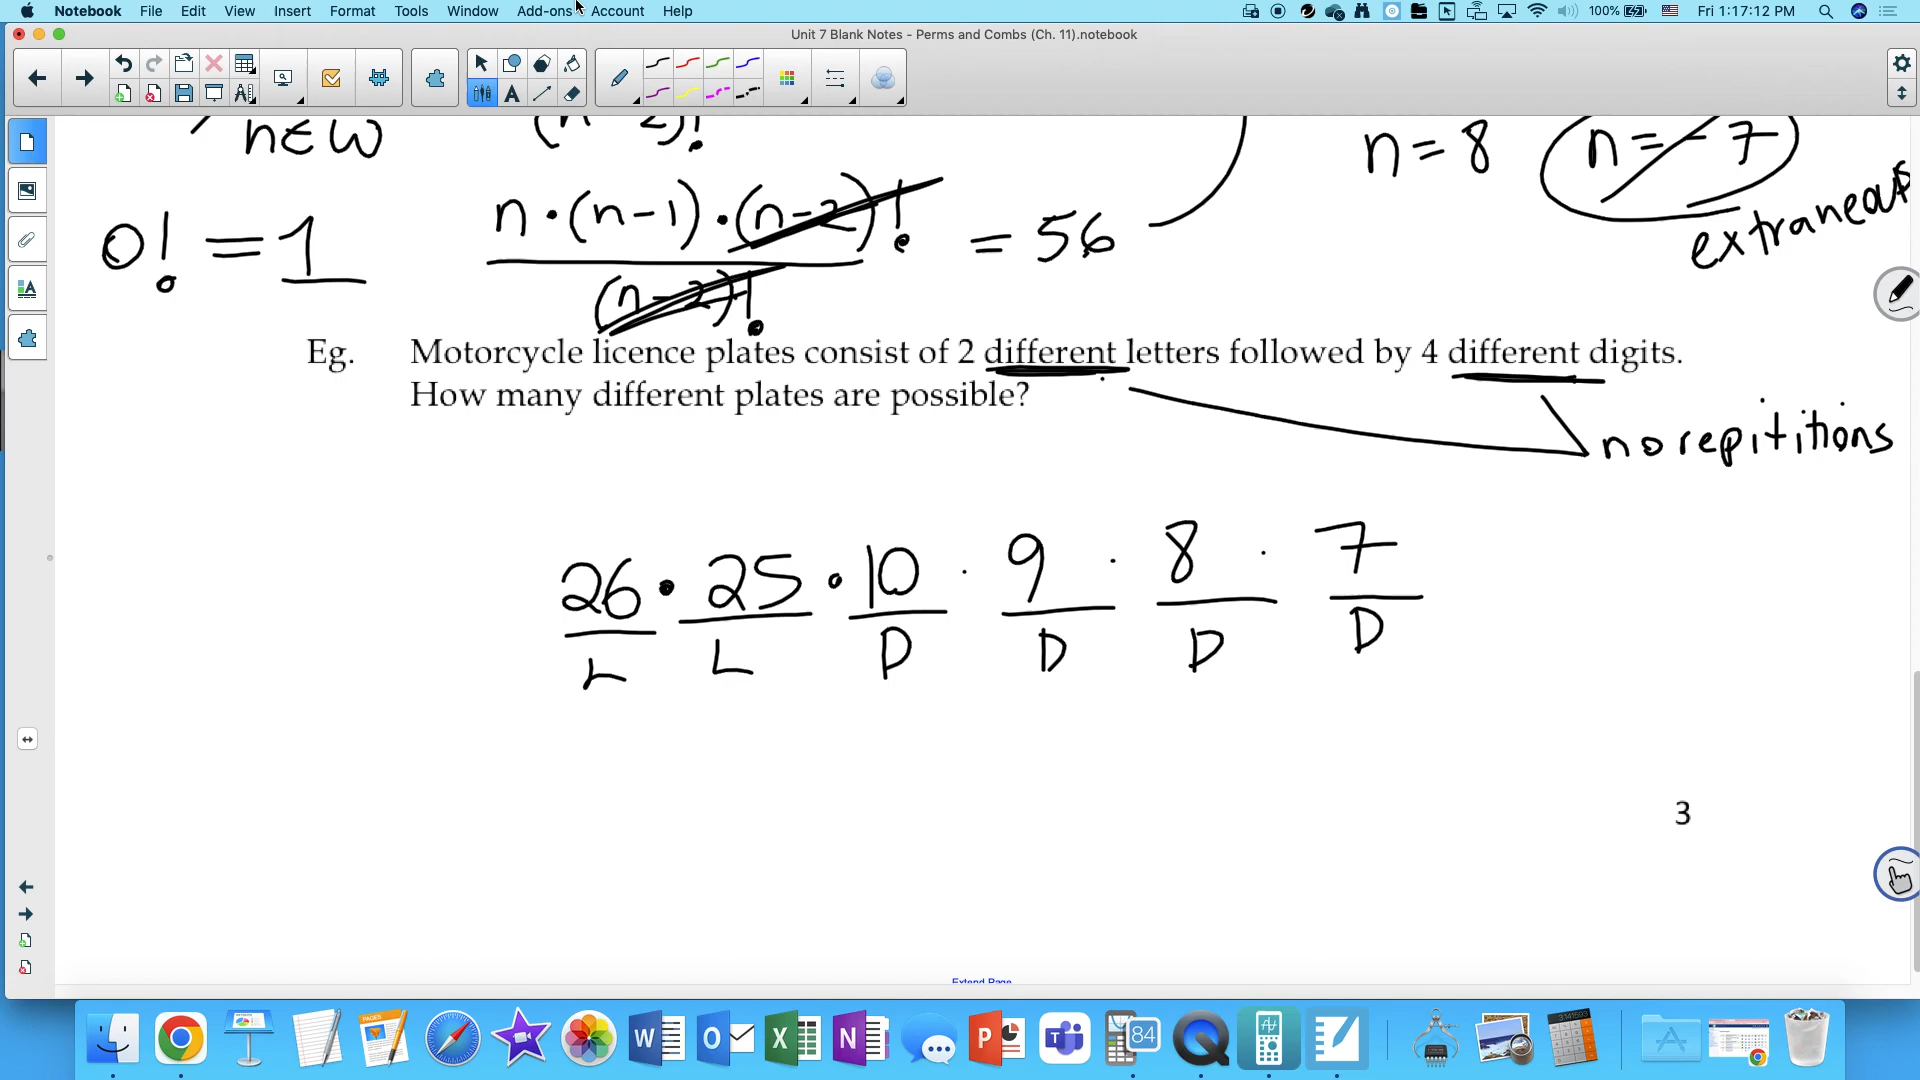 Notebook File Edit View Insert Format Tools Window Add-ons Account Help 100% Fri 1:17:12 PM
Unit 7 Blank Notes - Perms and Combs (Ch. 11).notebook
n∈W
(n-2)!
n=8 n=-7
extraneous
0! = 1
n·(n-1)·(n-2)! = 56
(n-2)!
Eg. Motorcycle licence plates consist of 2 different letters followed by 4 different digits.
How many different plates are possible?
no repititions
26 · 25 · 10 · 9 · 8 · 7
L L D D D D
3
Extend Page
84